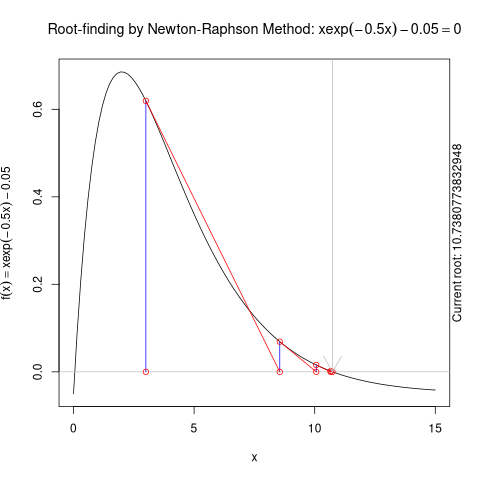 Root-finding by Newton-Raphson Method: xexp(−0.5x) − 0.05 = 0
f(x) = xexp(−0.5x) − 0.05
0.6
0.4
0.2
0.0
0
5
10
15
x
Current root: 10.7380773832948